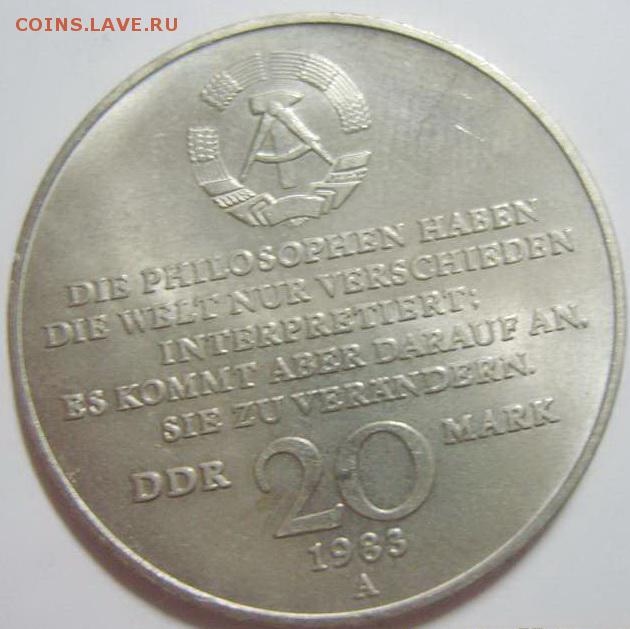 COINS.LAVE.RU
DIE PHILOSOPHEN HABEN
DIE WELT NUR VERSCHIEDEN
INTERPRETIERT;
ES KOMMT ABER DARAUF AN,
SIE ZU VERÄNDERN.
DDR 20 MARK
1983
A